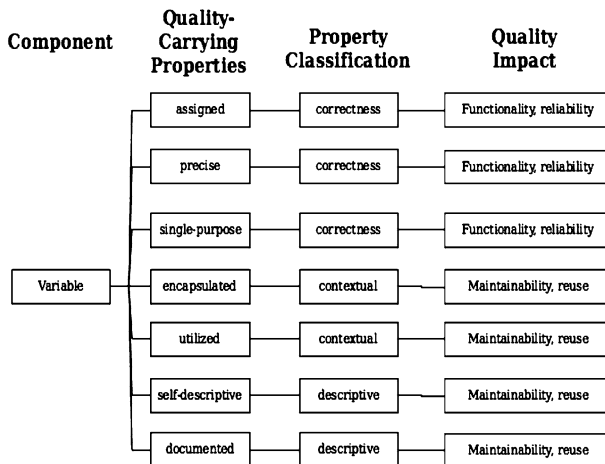 Component
Quality-
Carrying
Properties
Property
Classification
Quality
Impact
assigned
correctness
Functionality, reliability
precise
correctness
Functionality, reliability
single-purpose
correctness
Functionality, reliability
Variable
encapsulated
contextual
Maintainability, reuse
utilized
contextual
Maintainability, reuse
self-descriptive
descriptive
Maintainability, reuse
documented
descriptive
Maintainability, reuse